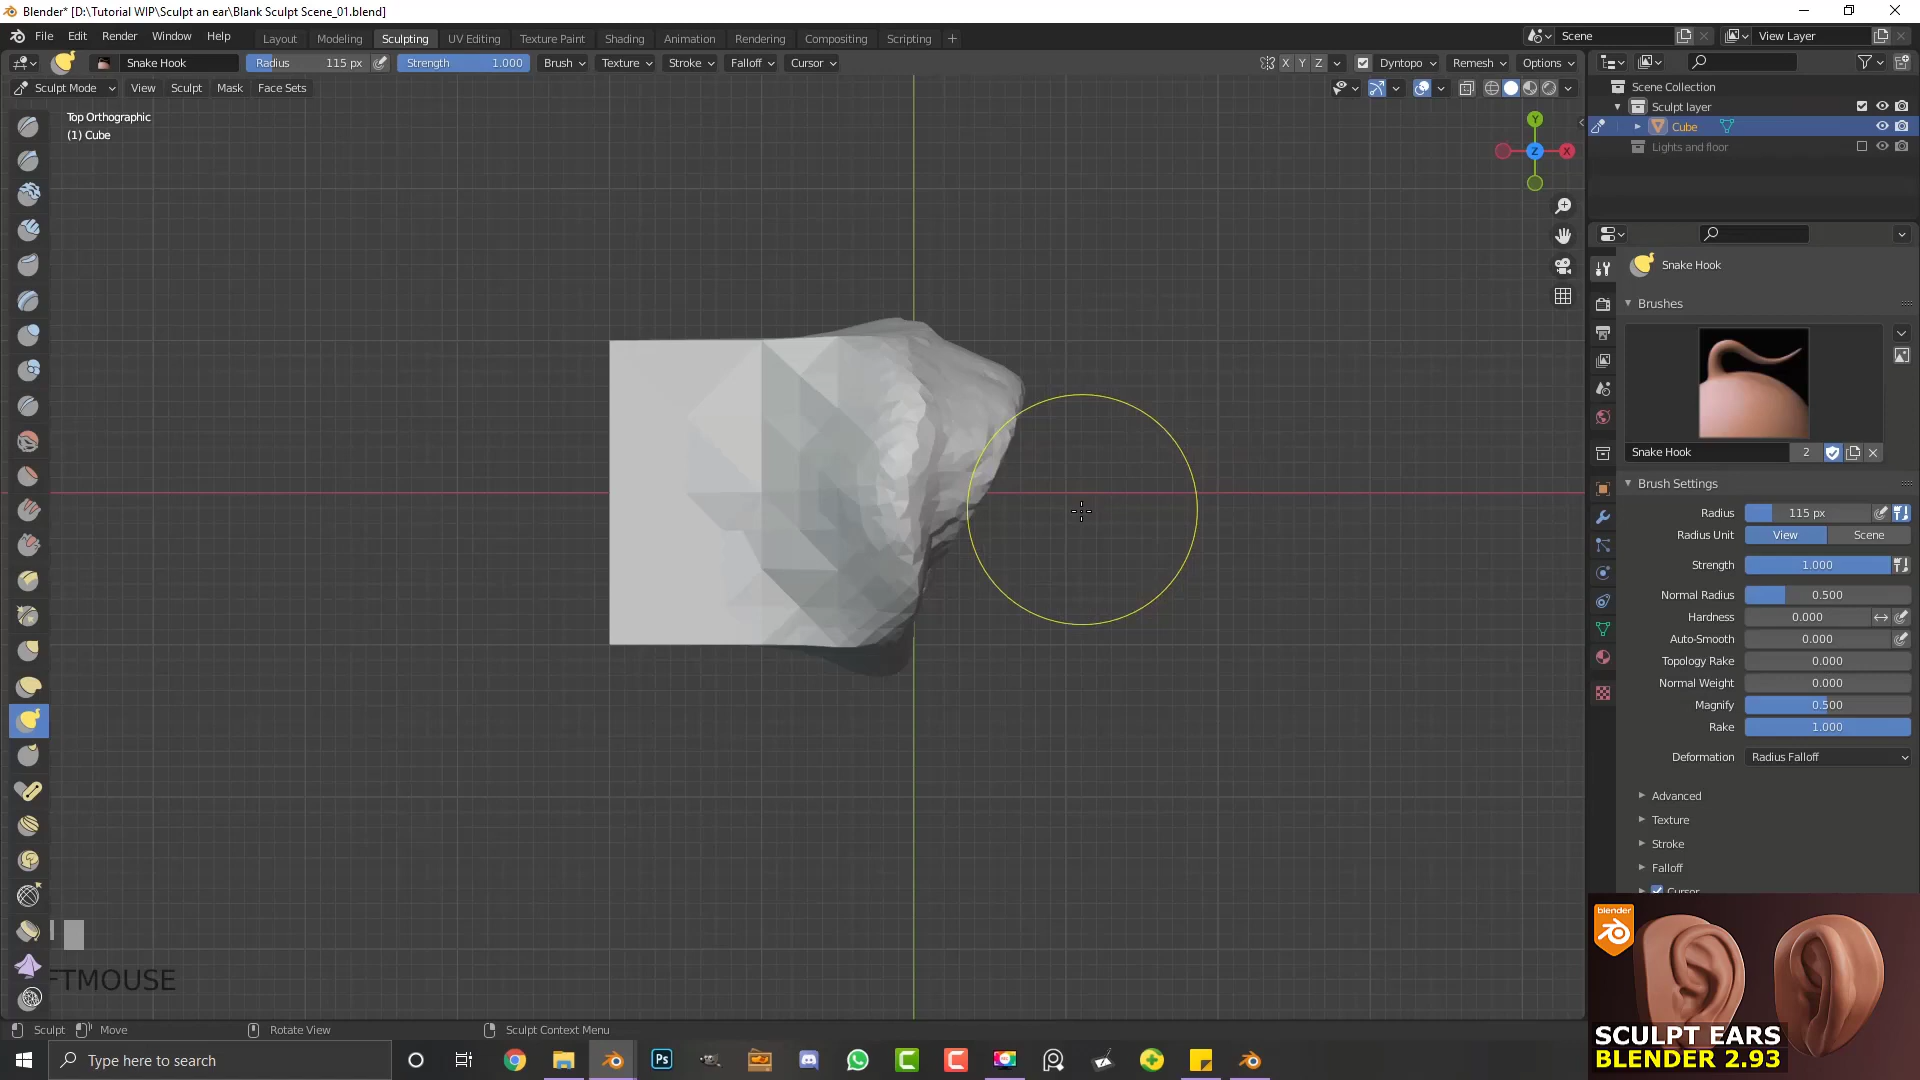 Blender* [D:\Tutorial WIP\Sculpt an ear\Blank Sculpt Scene_01.blend]
File Edit Render Window Help
Layout Modeling Sculpting UV Editing Texture Paint Shading Animation Rendering Compositing Scripting +
Scene
View Layer
Snake Hook
Radius 115 px
Strength 1.000
Brush Texture Stroke Falloff Cursor
X Y Z
Dyntopo Remesh Options
Sculpt Mode View Sculpt Mask Face Sets
Top Orthographic
(1) Cube
Y
Z
X
Scene Collection
Sculpt layer
Cube
Lights and floor
Snake Hook
Brushes
Snake Hook 2
Brush Settings
Radius 115 px
Radius Unit View Scene
Strength 1.000
Normal Radius 0.500
Hardness 0.000
Auto-Smooth 0.000
Topology Rake 0.000
Normal Weight 0.000
Magnify 0.500
Rake 1.000
Deformation Radius Falloff
Advanced
Texture
Stroke
Falloff
Cursor
FTMOUSE
blender
SCULPT EARS
BLENDER 2.93
Sculpt Move Rotate View Sculpt Context Menu
Type here to search
Ps